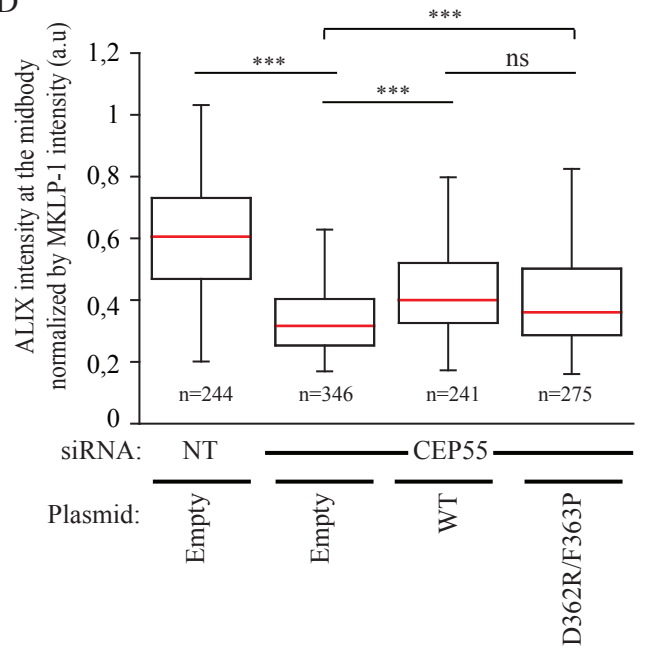 D
ALIX intensity at the midbody
normalized by MKLP-1 intensity (a.u)
***
***
ns
***
1,2
1
0,8
0,6
0,4
0,2
0
n=244
n=346
n=241
n=275
siRNA:
NT
CEP55
Plasmid:
Empty
Empty
WT
D362R/F363P